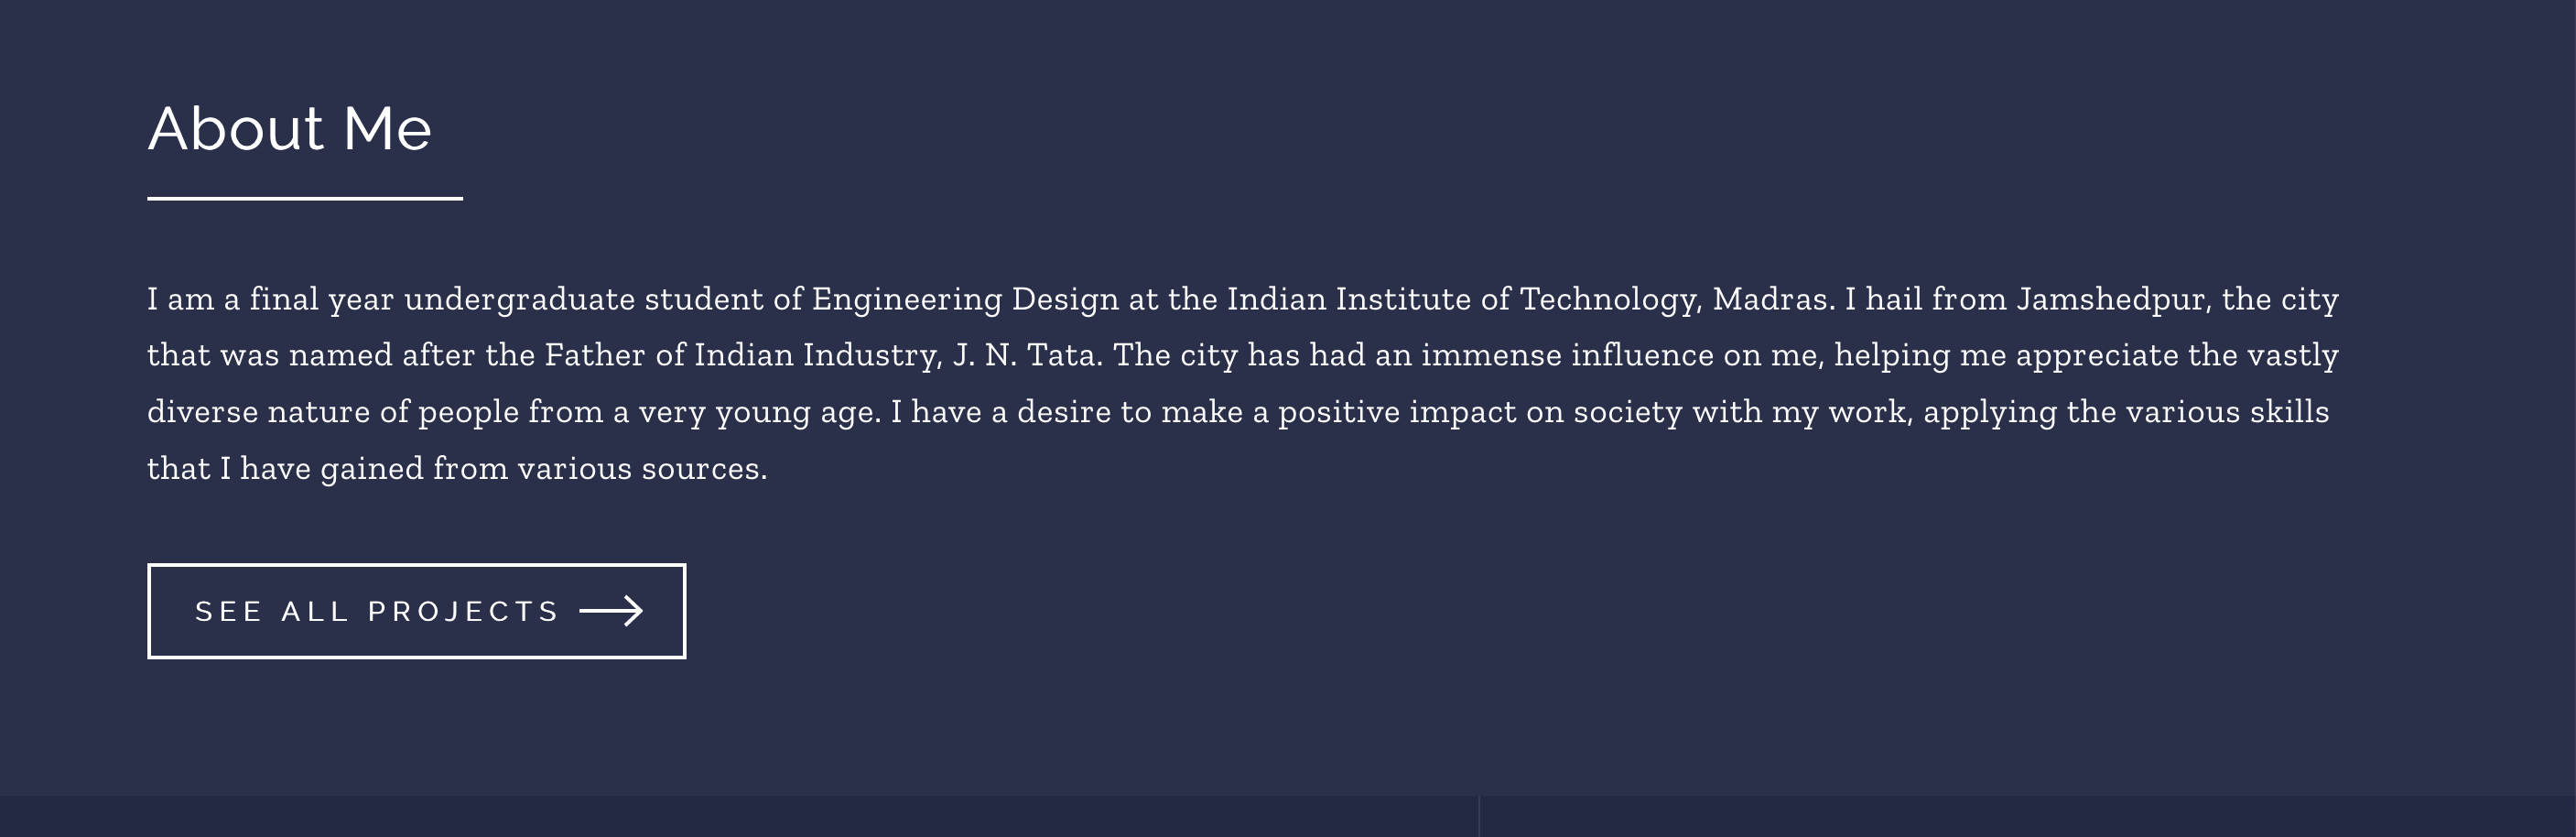 About Me
I am a final year undergraduate student of Engineering Design at the Indian Institute of Technology, Madras. I hail from Jamshedpur, the city
that was named after the Father of Indian Industry, J. N. Tata. The city has had an immense influence on me, helping me appreciate the vastly
diverse nature of people from a very young age. I have a desire to make a positive impact on society with my work, applying the various skills
that I have gained from various sources.
SEE ALL PROJECTS